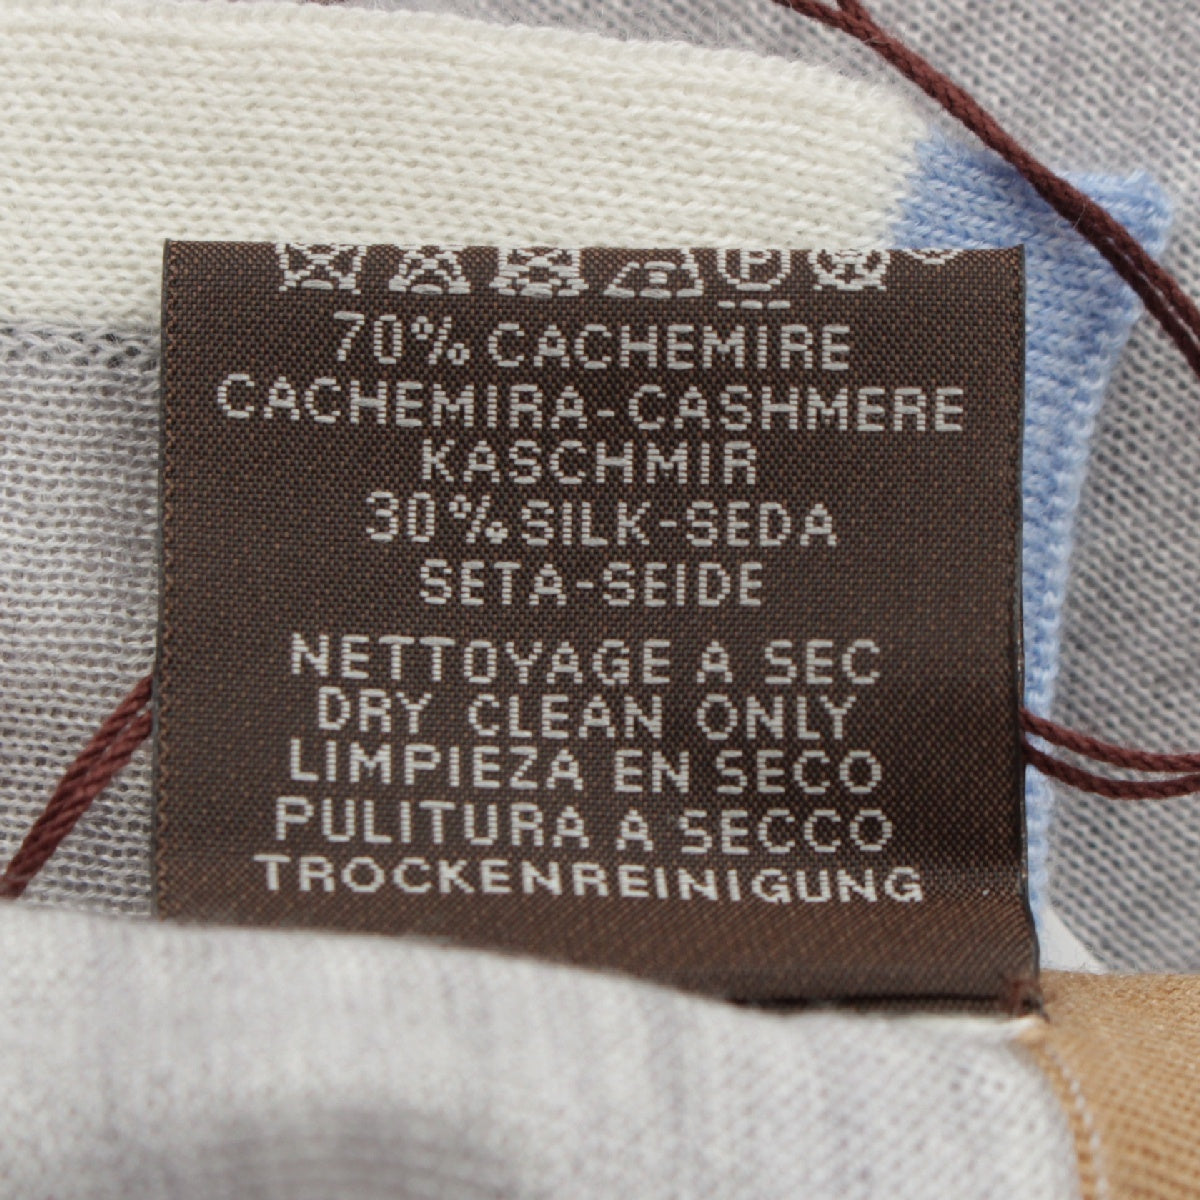 P
70% CACHEMIRE
CACHEMIRA-CASHMERE
KASCHMIR
30% SILK-SEDA
SETA-SEIDE
NETTOYAGE A SEC
DRY CLEAN ONLY
LIMPIEZA EN SECO
PULITURA A SECCO
TROCKENREINIGUNG